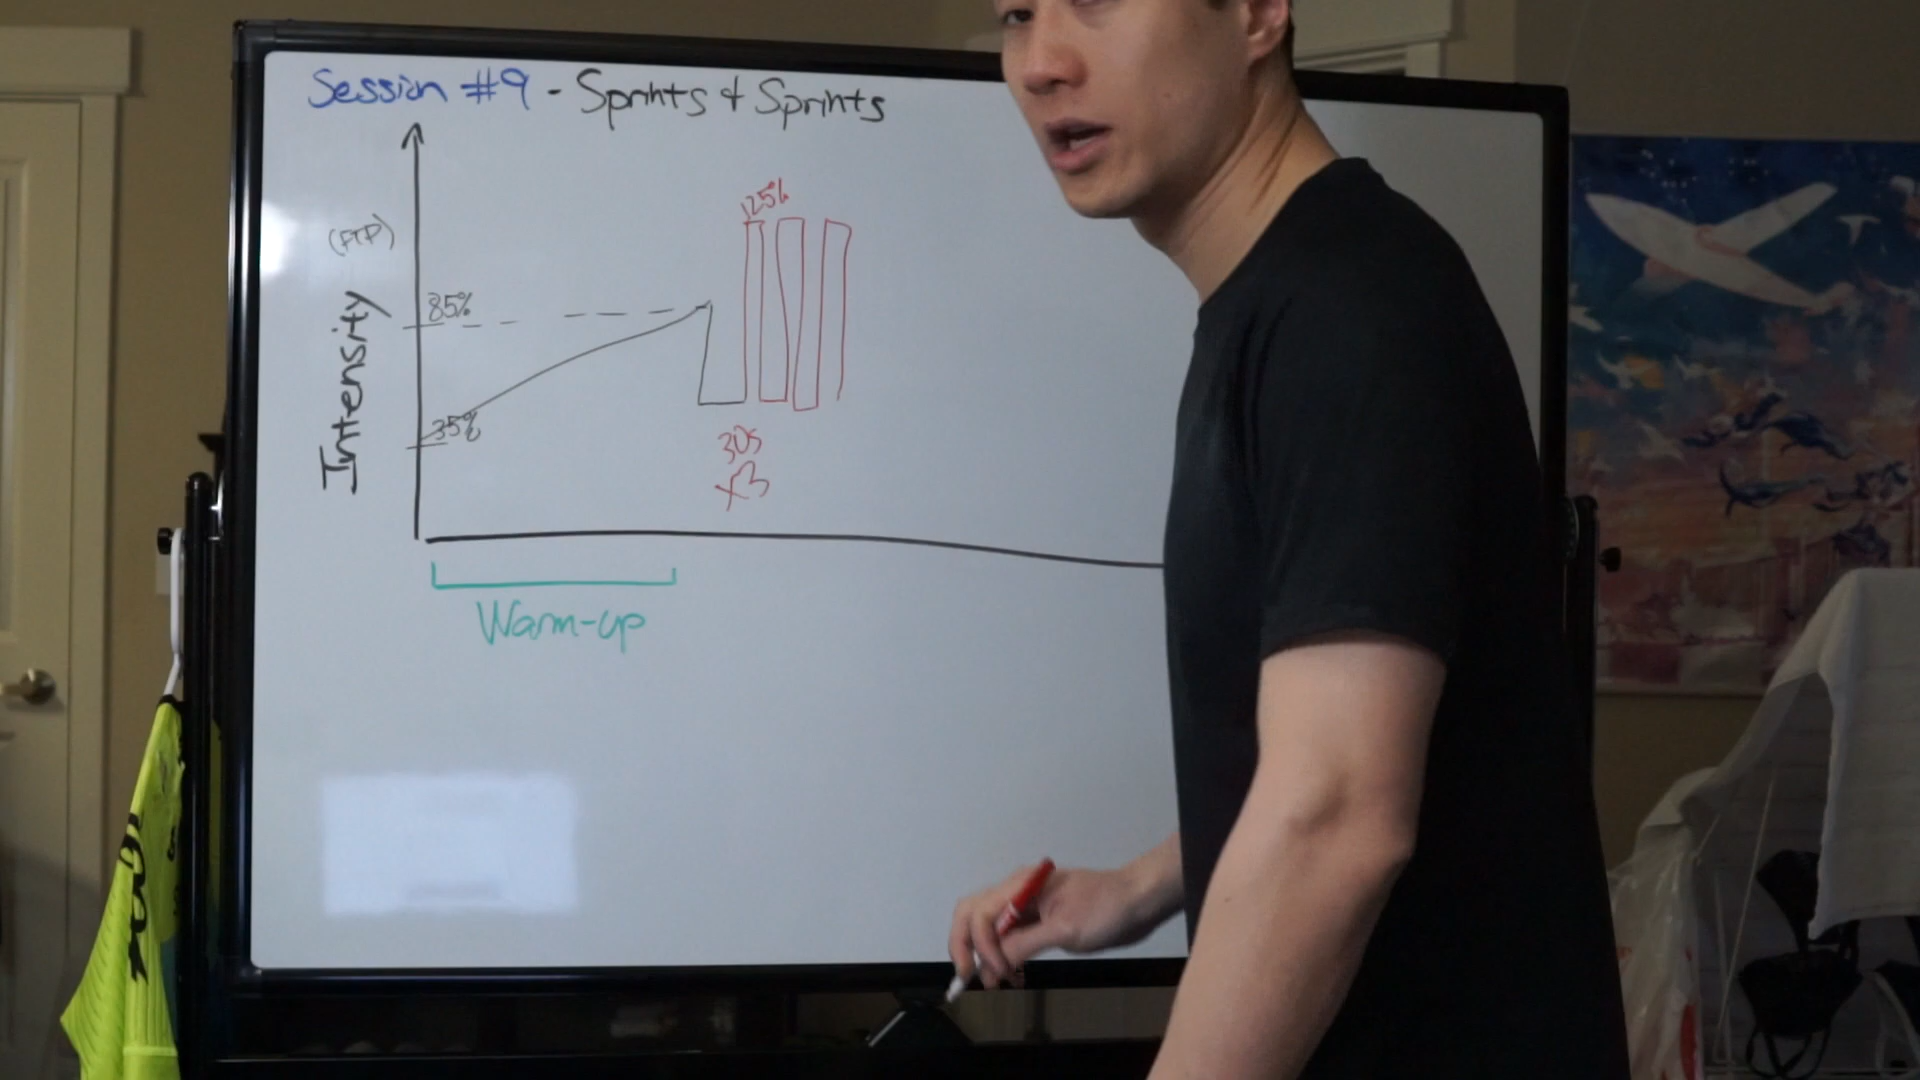 Session #9 - Sprints & Sprints
125%
(FTP)
85%
Intensity
35%
30s
x3
Warm-up